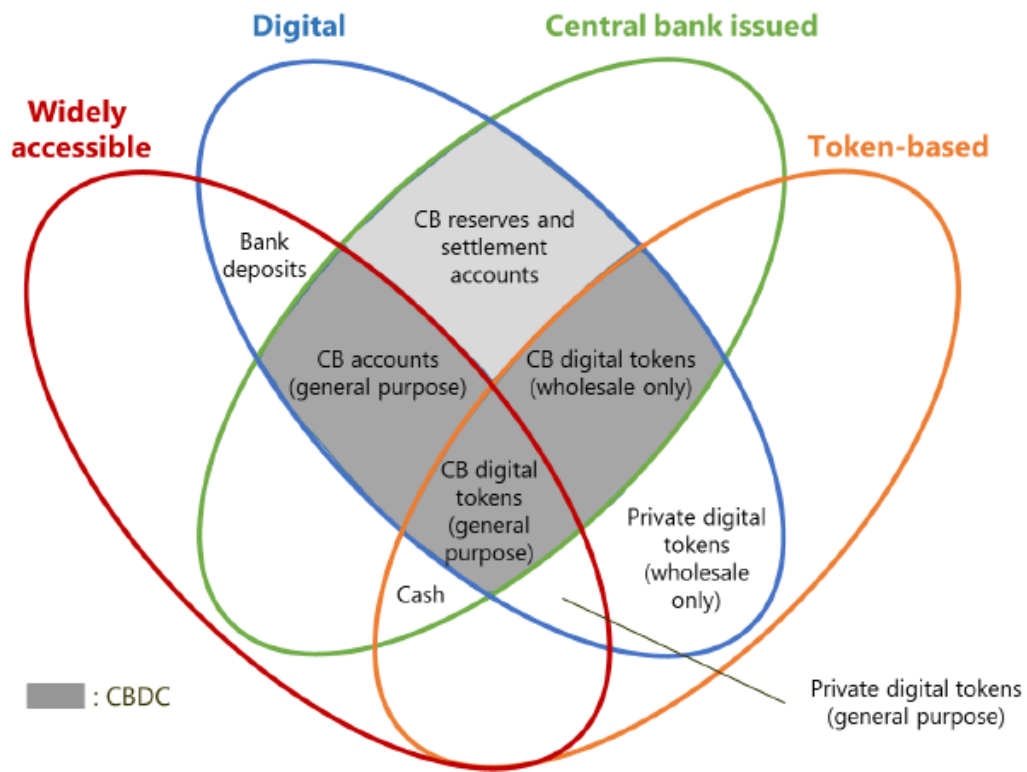 Digital
Central bank issued
Widely
accessible
Token-based
CB reserves and
settlement
accounts
Bank
deposits
CB accounts
(general purpose)
CB digital tokens
(wholesale only)
CB digital
tokens
(general
purpose)
Private digital
tokens
(wholesale
only)
Cash
: CBDC
Private digital tokens
(general purpose)